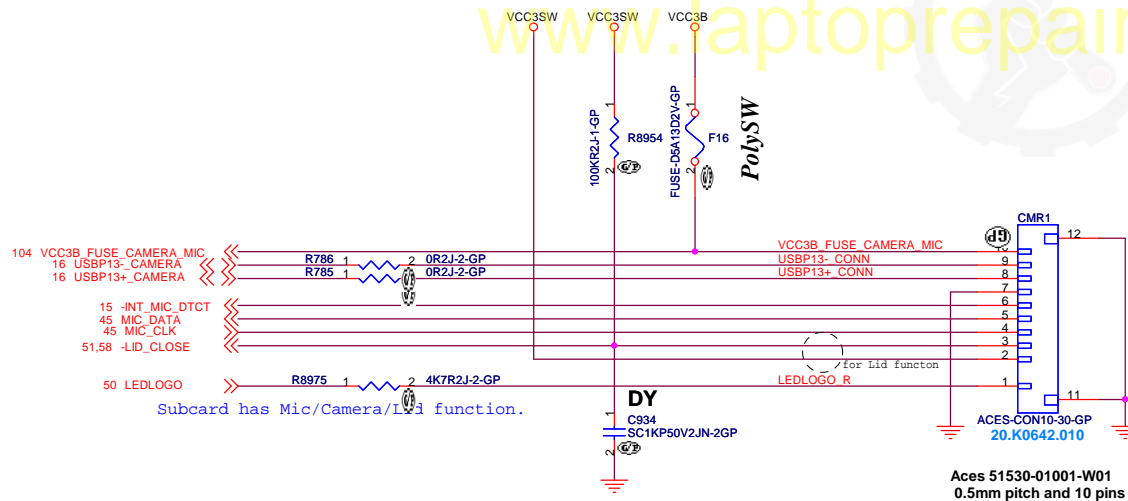 www.laptoprepair
VCC3SW VCC3SW VCC3B
1 1
100KR2J-1-GP R8954 FUSE-D5A13D2V-GP F16 PolySW
2 G/P 2
CMR1
GP 12
104 VCC3B_FUSE_CAMERA_MIC VCC3B_FUSE_CAMERA_MIC
16 USBP13-_CAMERA R786 1 2 0R2J-2-GP USBP13-_CONN 9
16 USBP13+_CAMERA R785 1 2 0R2J-2-GP USBP13+_CONN 8
7
15 -INT_MIC_DTCT 6
45 MIC_DATA 5
45 MIC_CLK 4
51,58 -LID_CLOSE 3
2
for Lid functon
50 LEDLOGO R8975 1 2 4K7R2J-2-GP LEDLOGO_R 1
11
Subcard has Mic/Camera/Lid function.
DY
1 C934
SC1KP50V2JN-2GP
2 G/P
ACES-CON10-30-GP
20.K0642.010
Aces 51530-01001-W01
0.5mm pitch and 10 pins